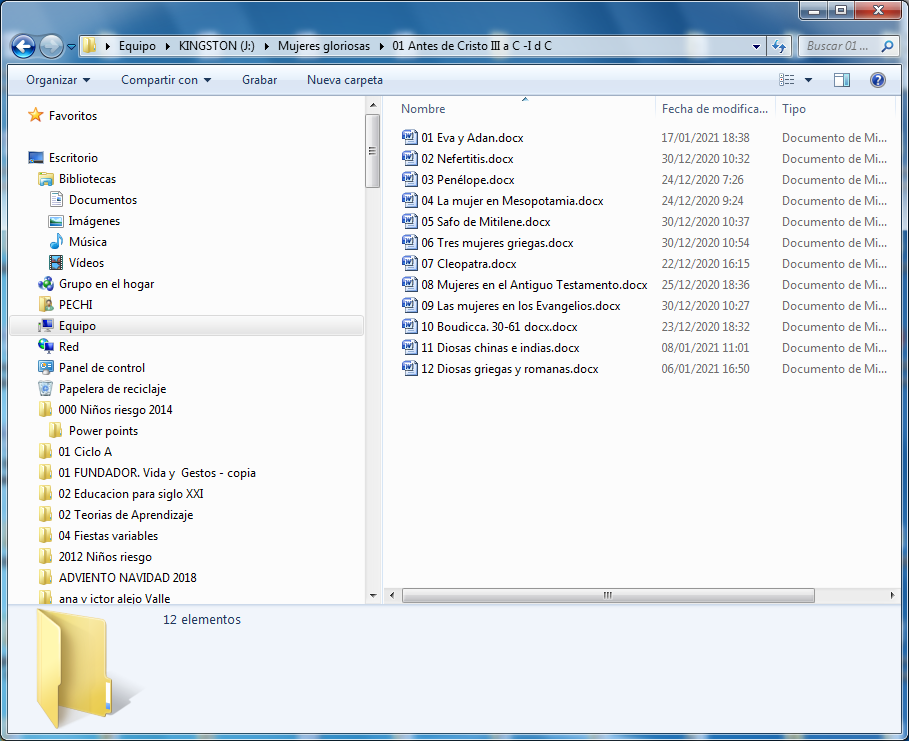 Equipo ▸ KINGSTON (J:) ▸ Mujeres gloriosas ▸ 01 Antes de Cristo III a C -I d C
Buscar 01 ...
Organizar Compartir con Grabar Nueva carpeta
Favoritos
Escritorio
Bibliotecas
Documentos
Imágenes
Música
Vídeos
Grupo en el hogar
PECHI
Equipo
Red
Panel de control
Papelera de reciclaje
000 Niños riesgo 2014
Power points
01 Ciclo A
01 FUNDADOR. Vida y Gestos - copia
02 Educacion para siglo XXI
02 Teorias de Aprendizaje
04 Fiestas variables
2012 Niños riesgo
ADVIENTO NAVIDAD 2018
ana y ictor alejo Valle
Nombre Fecha de modifica... Tipo
01 Eva y Adan.docx 17/01/2021 18:38 Documento de Mi...
02 Nefertitis.docx 30/12/2020 10:32 Documento de Mi...
03 Penélope.docx 24/12/2020 7:26 Documento de Mi...
04 La mujer en Mesopotamia.docx 24/12/2020 9:24 Documento de Mi...
05 Safo de Mitilene.docx 30/12/2020 10:37 Documento de Mi...
06 Tres mujeres griegas.docx 30/12/2020 10:54 Documento de Mi...
07 Cleopatra.docx 22/12/2020 16:15 Documento de Mi...
08 Mujeres en el Antiguo Testamento.docx 25/12/2020 18:36 Documento de Mi...
09 Las mujeres en los Evangelios.docx 30/12/2020 10:27 Documento de Mi...
10 Boudicca. 30-61 docx.docx 23/12/2020 18:32 Documento de Mi...
11 Diosas chinas e indias.docx 08/01/2021 11:01 Documento de Mi...
12 Diosas griegas y romanas.docx 06/01/2021 16:50 Documento de Mi...
12 elementos